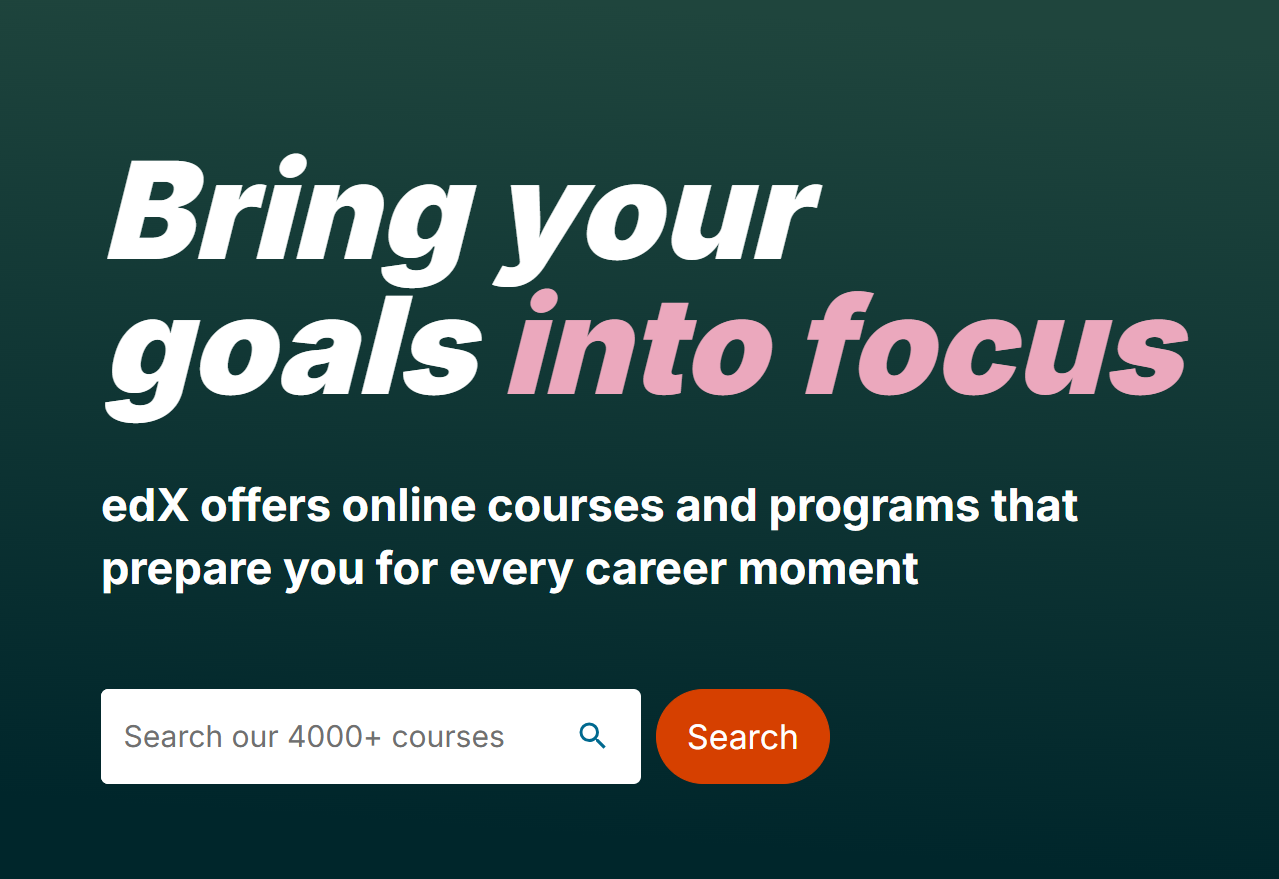 Bring your
goals into focus
edX offers online courses and programs that
prepare you for every career moment
Search our 4000+ courses
Search